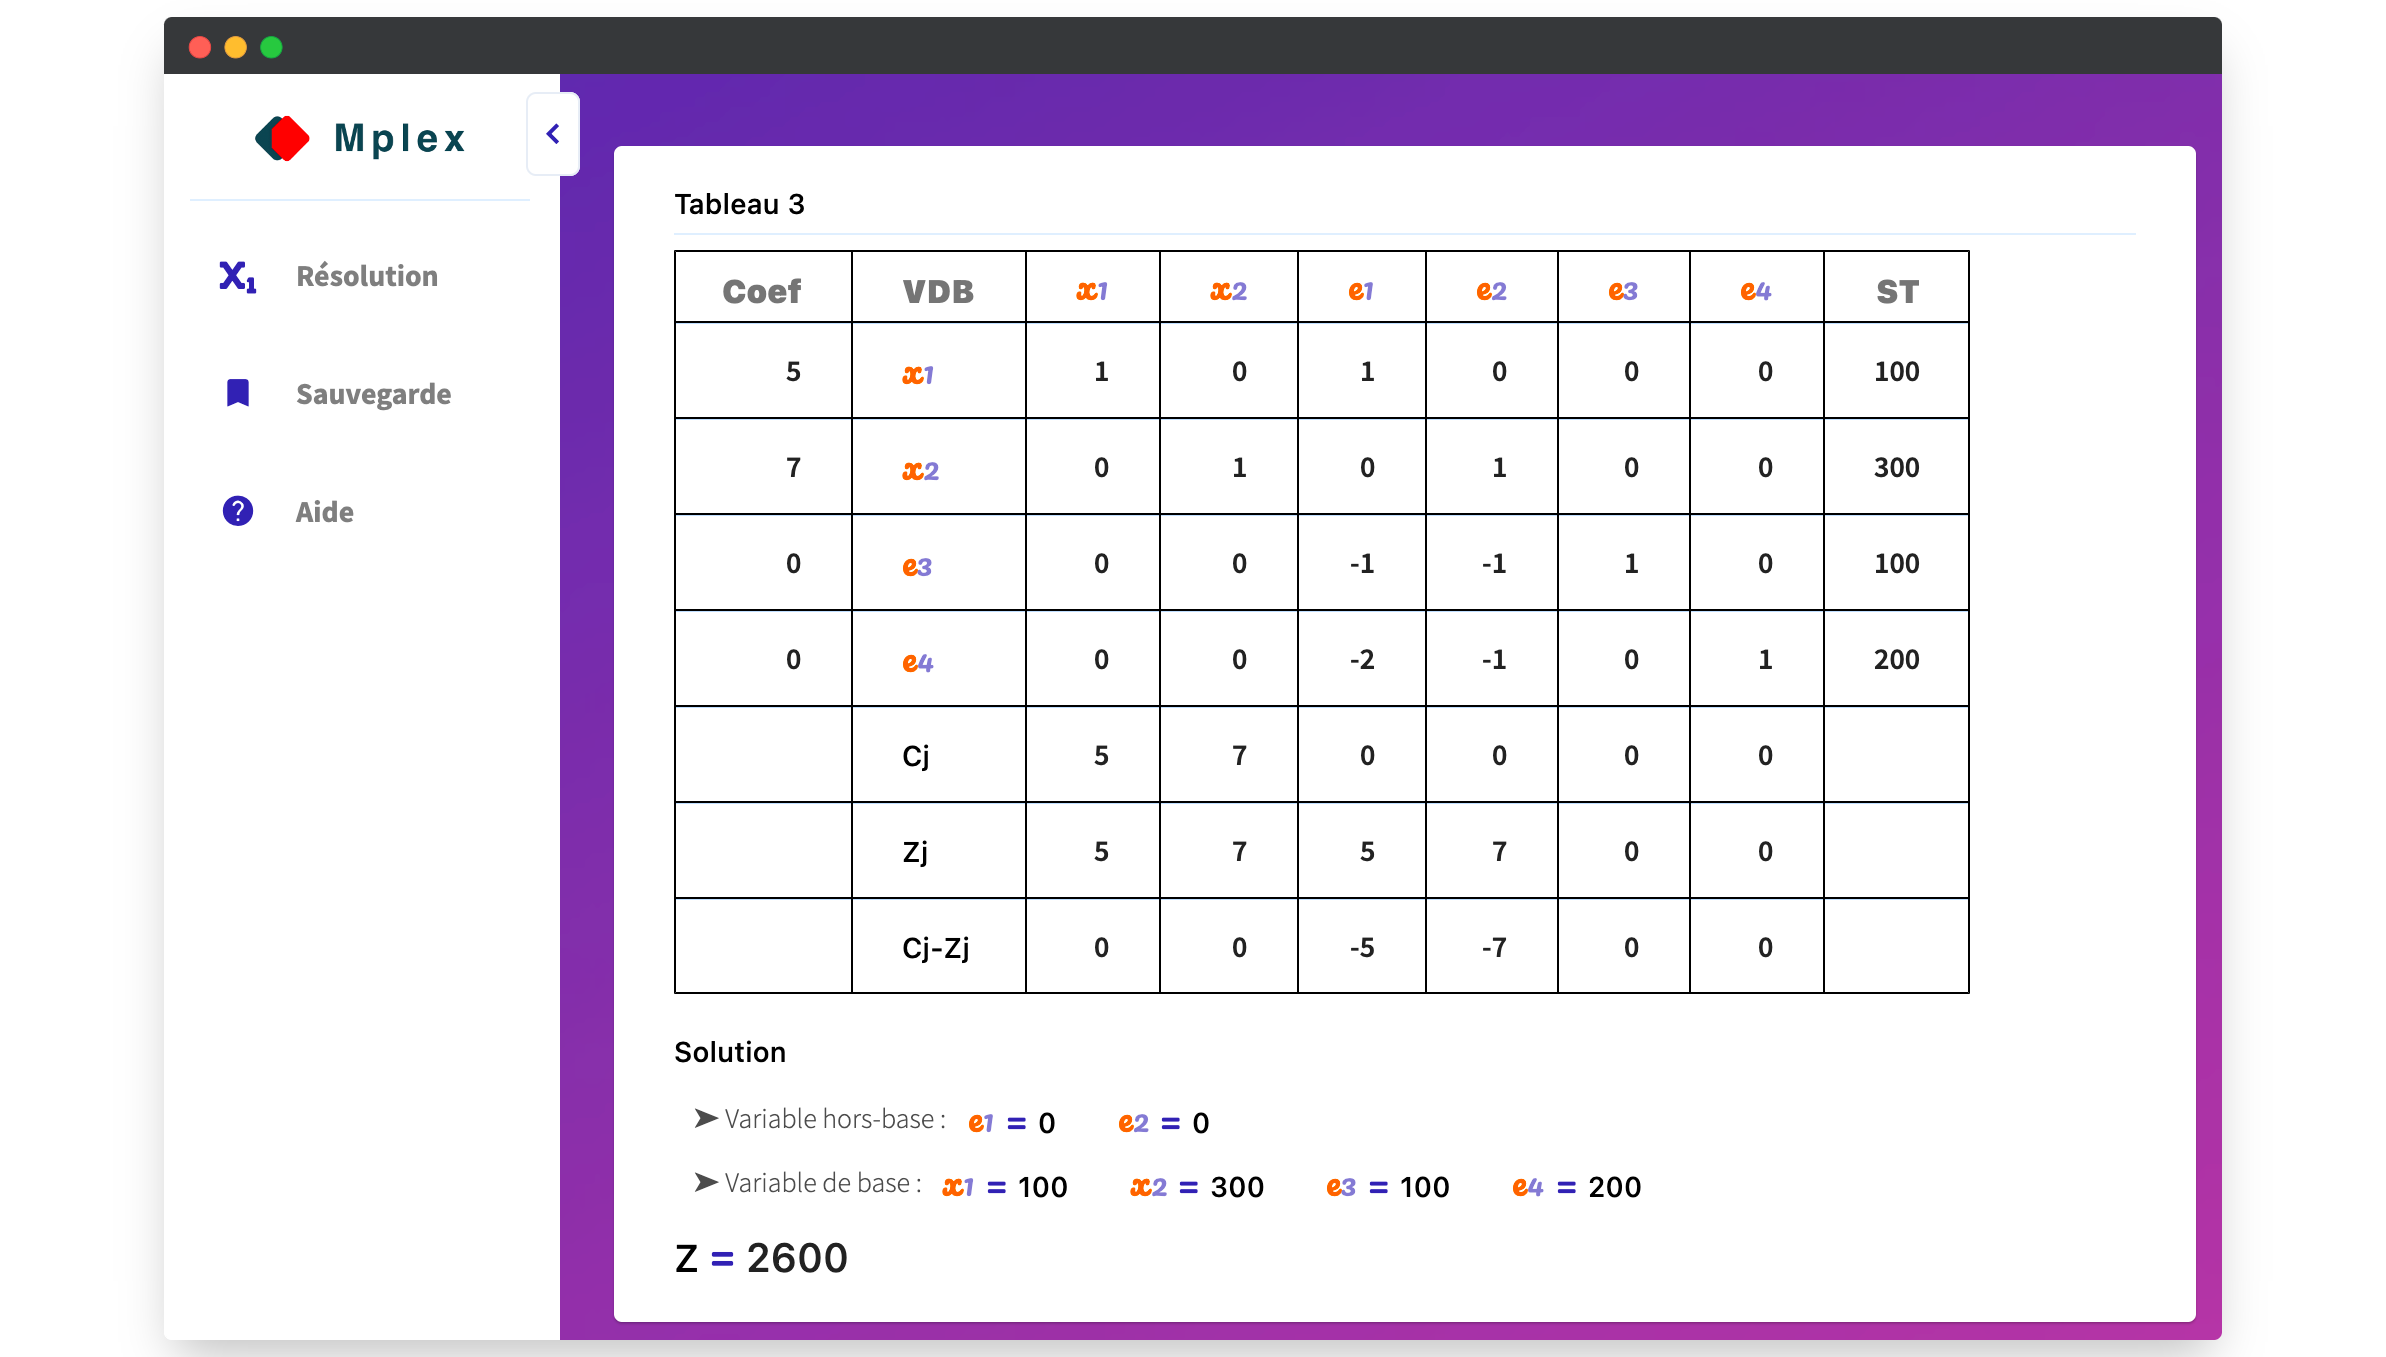 Mplex
Résolution
Sauvegarde
Aide
Tableau 3
Coef VDB x1 x2 e1 e2 e3 e4 ST
5 x1 1 0 1 0 0 0 100
7 x2 0 1 0 1 0 0 300
0 e3 0 0 -1 -1 1 0 100
0 e4 0 0 -2 -1 0 1 200
Cj 5 7 0 0 0 0
Zj 5 7 5 7 0 0
Cj-Zj 0 0 -5 -7 0 0
Solution
➤ Variable hors-base : e1 = 0 e2 = 0
➤ Variable de base : x1 = 100 x2 = 300 e3 = 100 e4 = 200
Z = 2600